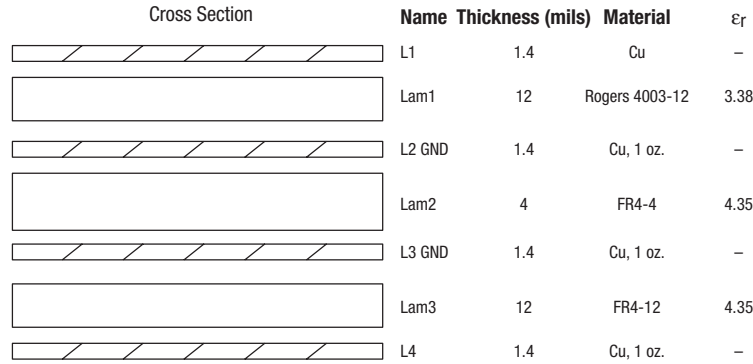 Cross Section Name Thickness (mils) Material εr
L1 1.4 Cu –
Lam1 12 Rogers 4003-12 3.38
L2 GND 1.4 Cu, 1 oz. –
Lam2 4 FR4-4 4.35
L3 GND 1.4 Cu, 1 oz. –
Lam3 12 FR4-12 4.35
L4 1.4 Cu, 1 oz. –